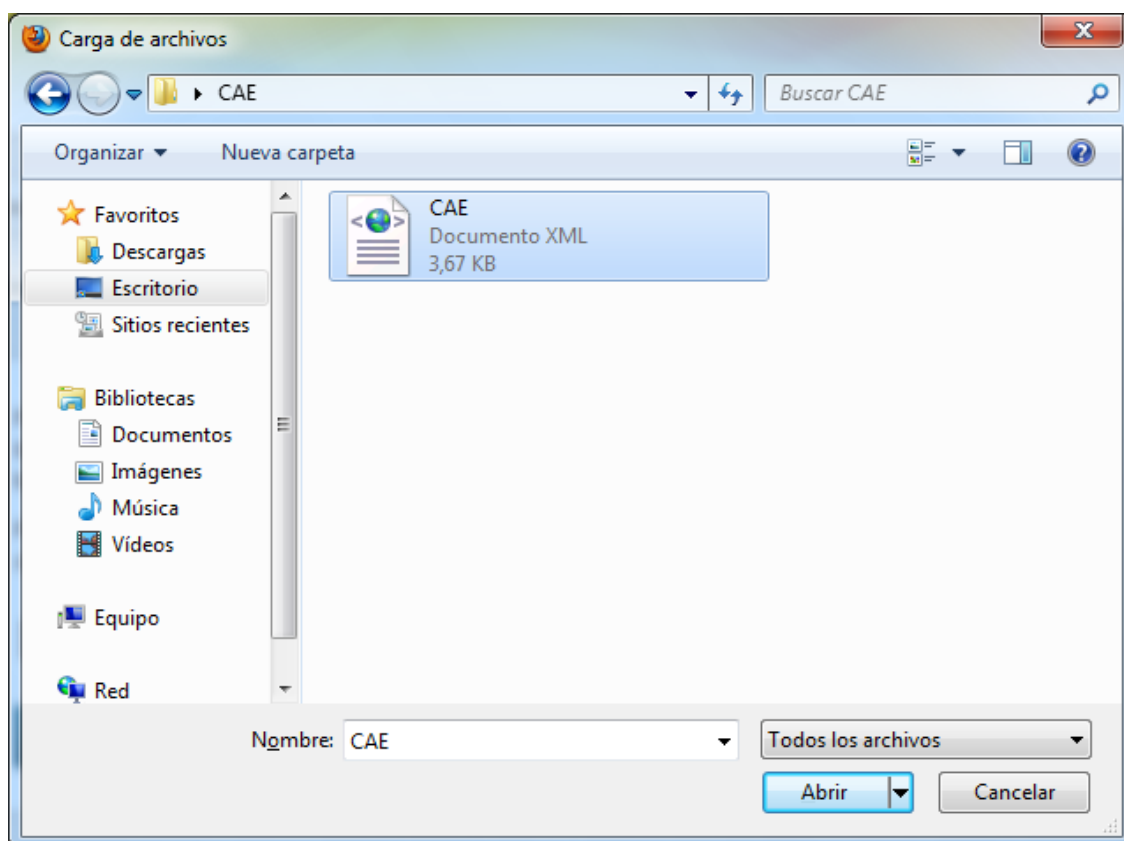 Carga de archivos
CAE
Buscar CAE
Organizar
Nueva carpeta
Favoritos
Descargas
Escritorio
Sitios recientes
Bibliotecas
Documentos
Imágenes
Música
Vídeos
Equipo
Red
CAE
Documento XML
3,67 KB
Nombre: CAE
Todos los archivos
Abrir
Cancelar